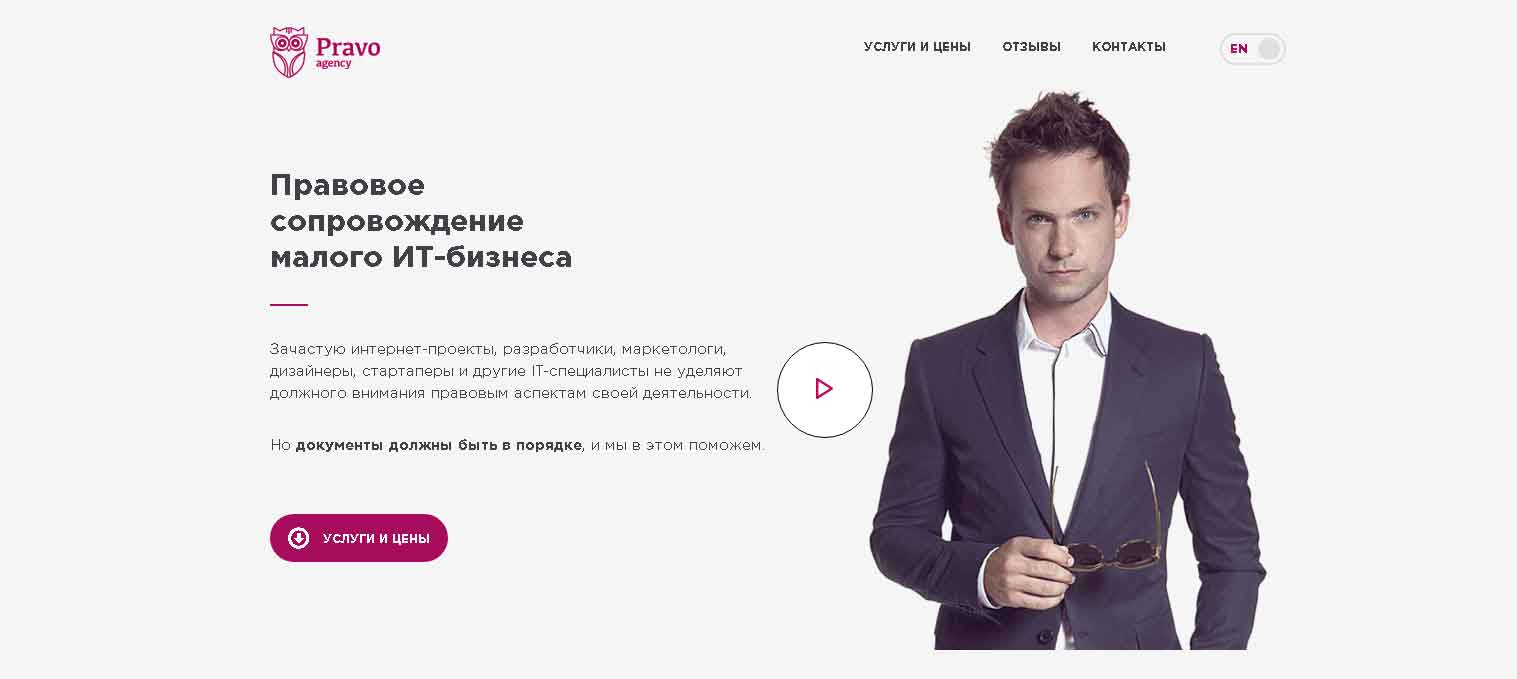 Pravo
agency
УСЛУГИ И ЦЕНЫ
ОТЗЫВЫ
КОНТАКТЫ
EN
Правовое
сопровождение
малого ИТ-бизнеса
Зачастую интернет-проекты, разработчики, маркетологи,
дизайнеры, стартаперы и другие IT-специалисты не уделяют
должного внимания правовым аспектам своей деятельности.
Но документы должны быть в порядке, и мы в этом поможем.
УСЛУГИ И ЦЕНЫ